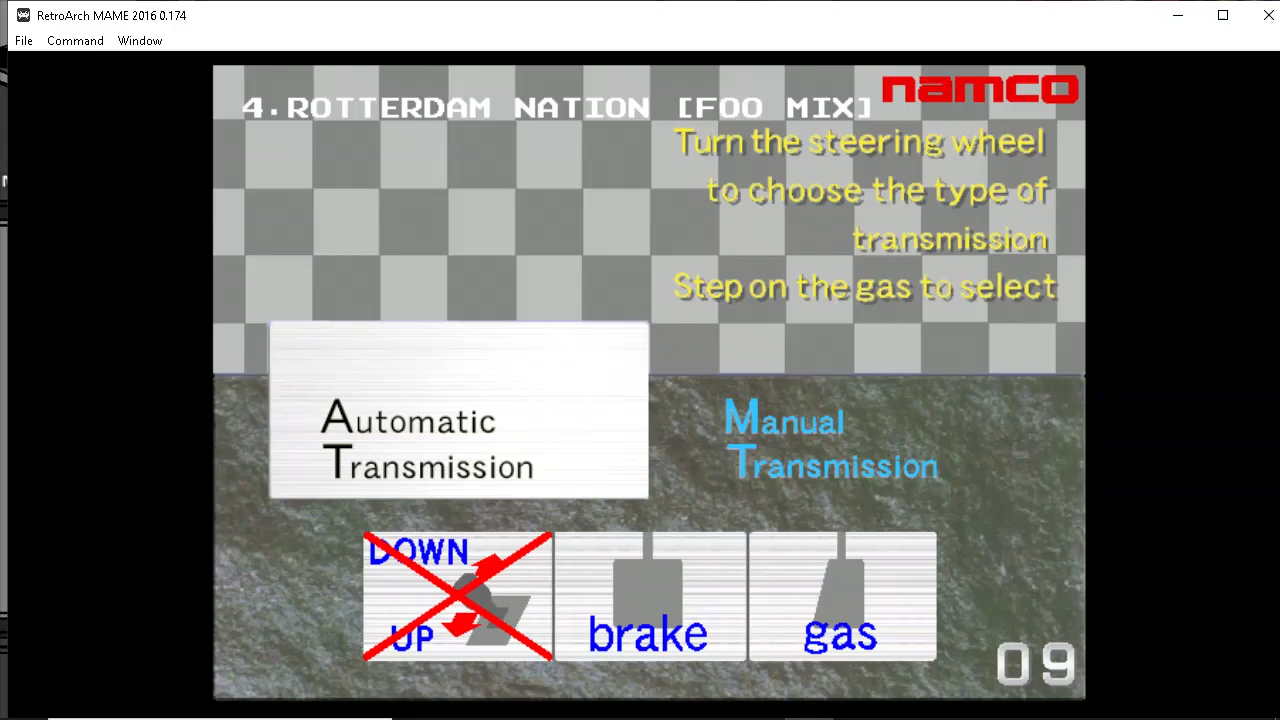 RetroArch MAME 2016 0.174
File Command Window
namco
4.ROTTERDAM NATION [FOO MIX]
Turn the steering wheel
to choose the type of
transmission
Step on the gas to select
Automatic
Transmission
Manual
Transmission
DOWN
UP
brake
gas
09